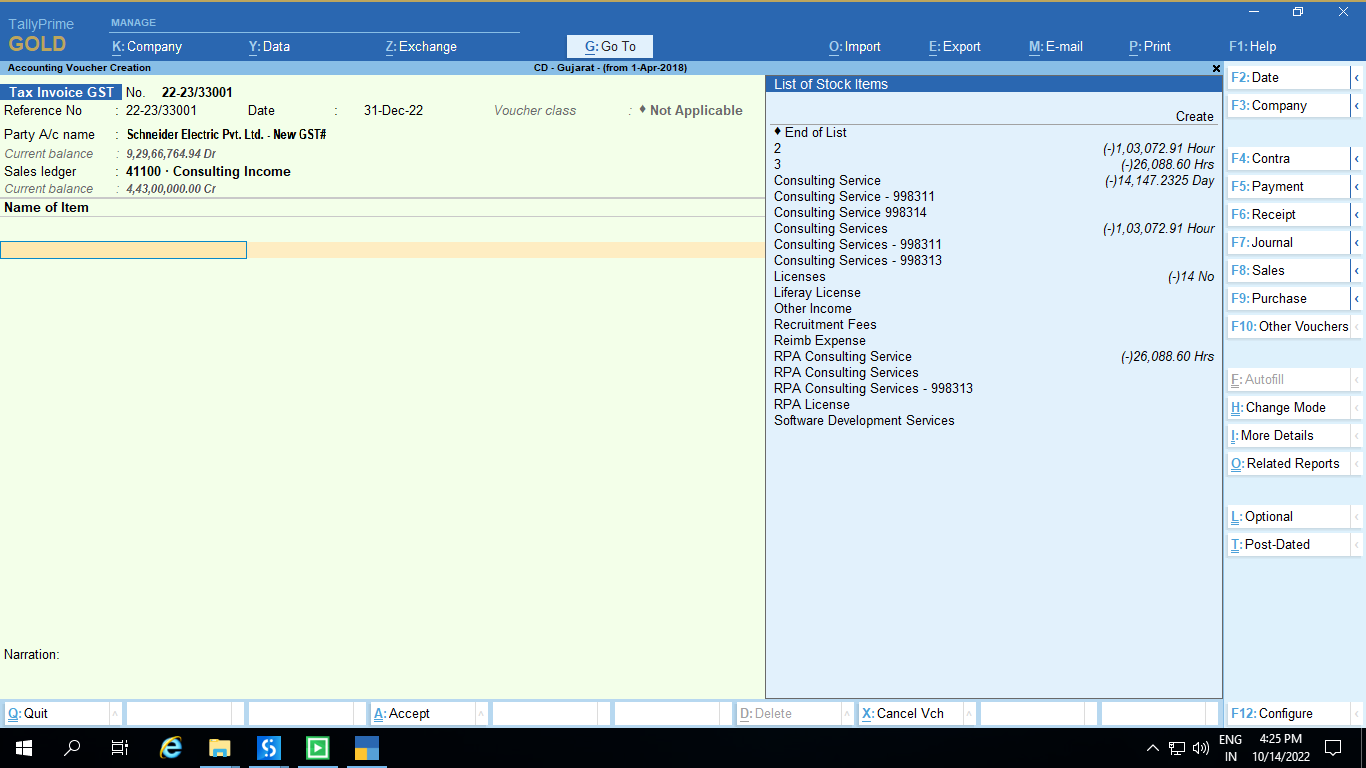 TallyPrime
GOLD
MANAGE
K: Company Y: Data Z: Exchange G: Go To O: Import E: Export M: E-mail P: Print F1: Help
Accounting Voucher Creation CD - Gujarat - (from 1-Apr-2018)
Tax Invoice GST No. 22-23/33001
Reference No : 22-23/33001 Date : 31-Dec-22 Voucher class : ♦ Not Applicable
Party A/c name : Schneider Electric Pvt. Ltd. - New GST#
Current balance : 9,29,66,764.94 Dr
Sales ledger : 41100 · Consulting Income
Current balance : 4,43,00,000.00 Cr
Name of Item
Narration:
List of Stock Items
Create
♦ End of List
2 (-)1,03,072.91 Hour
3 (-)26,088.60 Hrs
Consulting Service (-)14,147.2325 Day
Consulting Service - 998311
Consulting Service 998314
Consulting Services (-)1,03,072.91 Hour
Consulting Services - 998311
Consulting Services - 998313
Licenses (-)14 No
Liferay License
Other Income
Recruitment Fees
Reimb Expense
RPA Consulting Service (-)26,088.60 Hrs
RPA Consulting Services
RPA Consulting Services - 998313
RPA License
Software Development Services
F2: Date
F3: Company
F4: Contra
F5: Payment
F6: Receipt
F7: Journal
F8: Sales
F9: Purchase
F10: Other Vouchers
F: Autofill
H: Change Mode
I: More Details
O: Related Reports
L: Optional
T: Post-Dated
Q: Quit A: Accept D: Delete X: Cancel Vch F12: Configure
ENG
IN
4:25 PM
10/14/2022